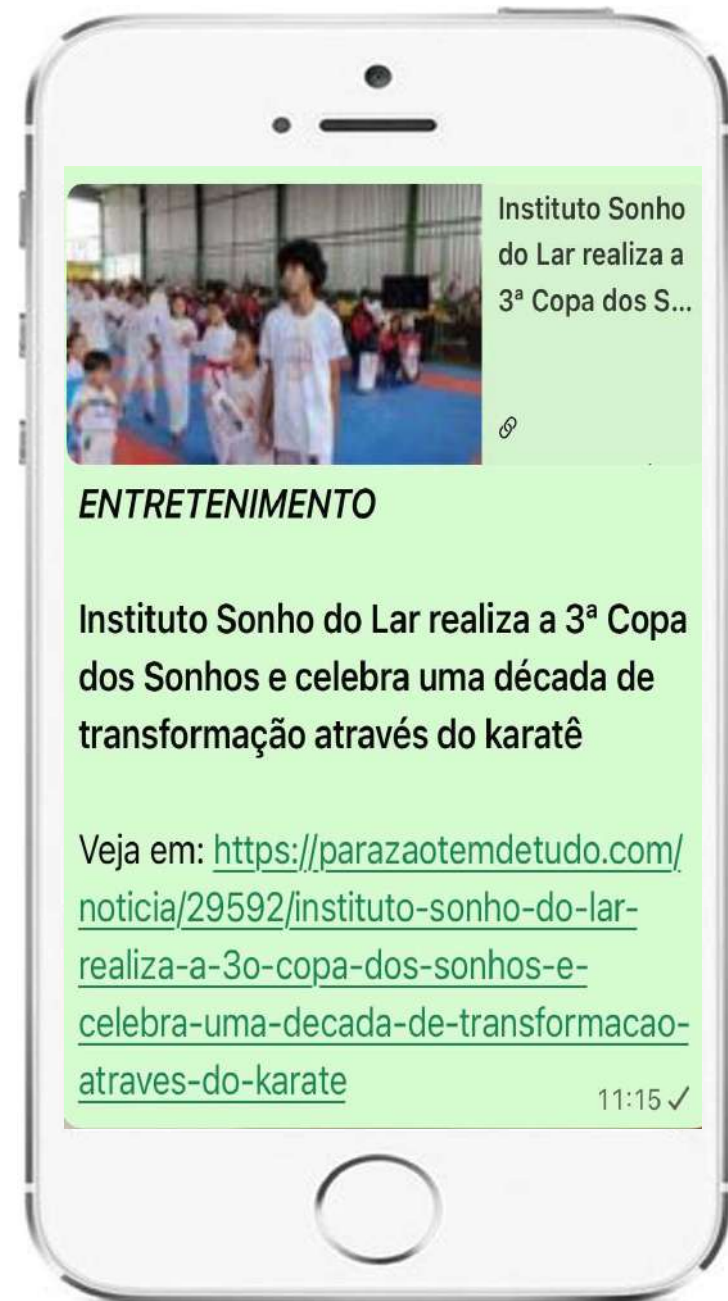 Instituto Sonho
do Lar realiza a
3ª Copa dos S...
ENTRETENIMENTO
Instituto Sonho do Lar realiza a 3ª Copa
dos Sonhos e celebra uma década de
transformação através do karatê
Veja em: https://parazaotemdetudo.com/
noticia/29592/instituto-sonho-do-lar-
realiza-a-3o-copa-dos-sonhos-e-
celebra-uma-decada-de-transformacao-
atraves-do-karate
11:15